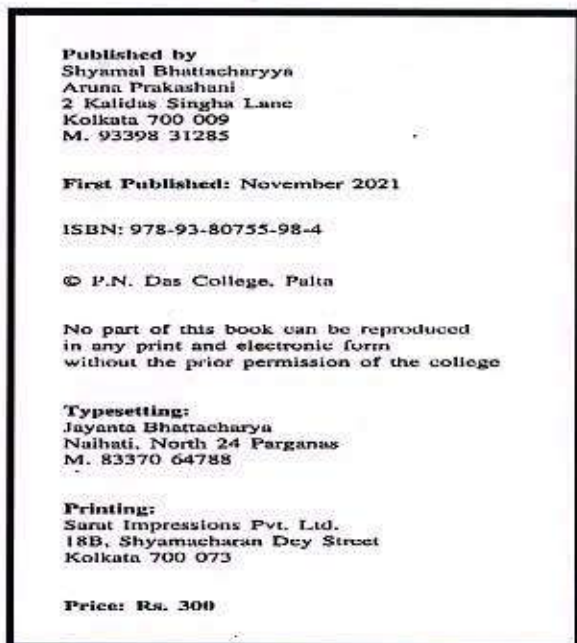 Published by
Shyamal Bhattacharyya
Aruna Prakashani
2 Kalidas Singha Lane
Kolkata 700 009
M. 93398 31285
First Published: November 2021
ISBN: 978-93-80755-98-4
© P.N. Das College, Palta
No part of this book can be reproduced
in any print and electronic form
without the prior permission of the college
Typesetting:
Jayanta Bhattacharya
Naihati, North 24 Parganas
M. 83370 64788
Printing:
Sarat Impressions Pvt. Ltd.
18B, Shyamacharan Dey Street
Kolkata 700 073
Price: Rs. 300